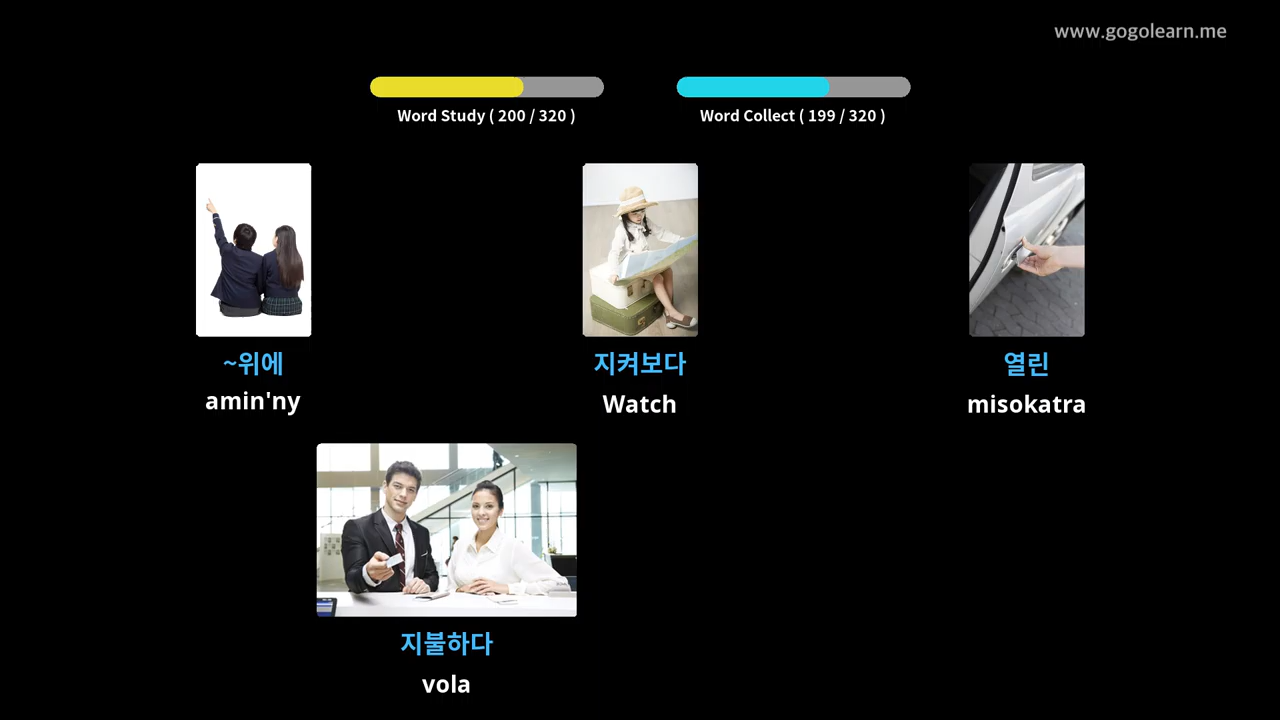 www.gogolearn.me
Word Study ( 200 / 320 )
Word Collect ( 199 / 320 )
~위에
amin'ny
지켜보다
Watch
열린
misokatra
지불하다
vola